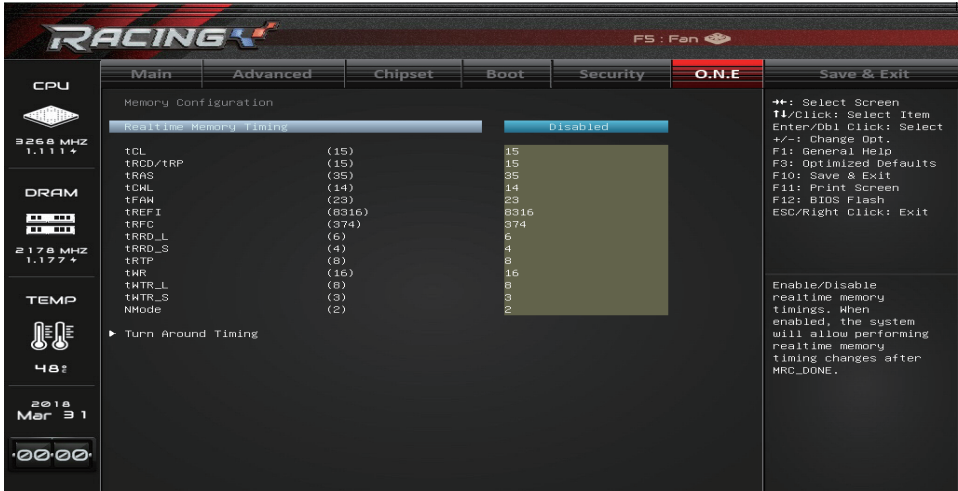 RACING
F5 : Fan
Main Advanced Chipset Boot Security O.N.E Save & Exit
CPU
3268 MHZ
1.111
DRAM
2178 MHZ
1.177
TEMP
48
2018
Mar 31
00:00
Memory Configuration
Realtime Memory Timing Disabled
tCL (15) 15
tRCD/tRP (15) 15
tRAS (35) 35
tCWL (14) 14
tFAW (23) 23
tREFI (8316) 8316
tRFC (374) 374
tRRD_L (6) 6
tRRD_S (4) 4
tRTP (8) 8
tWR (16) 16
tWTR_L (8) 8
tWTR_S (3) 3
NMode (2) 2
► Turn Around Timing
→←: Select Screen
↑↓/Click: Select Item
Enter/Dbl Click: Select
+/-: Change Opt.
F1: General Help
F3: Optimized Defaults
F10: Save & Exit
F11: Print Screen
F12: BIOS Flash
ESC/Right Click: Exit
Enable/Disable
realtime memory
timings. When
enabled, the system
will allow performing
realtime memory
timing changes after
MRC_DONE.